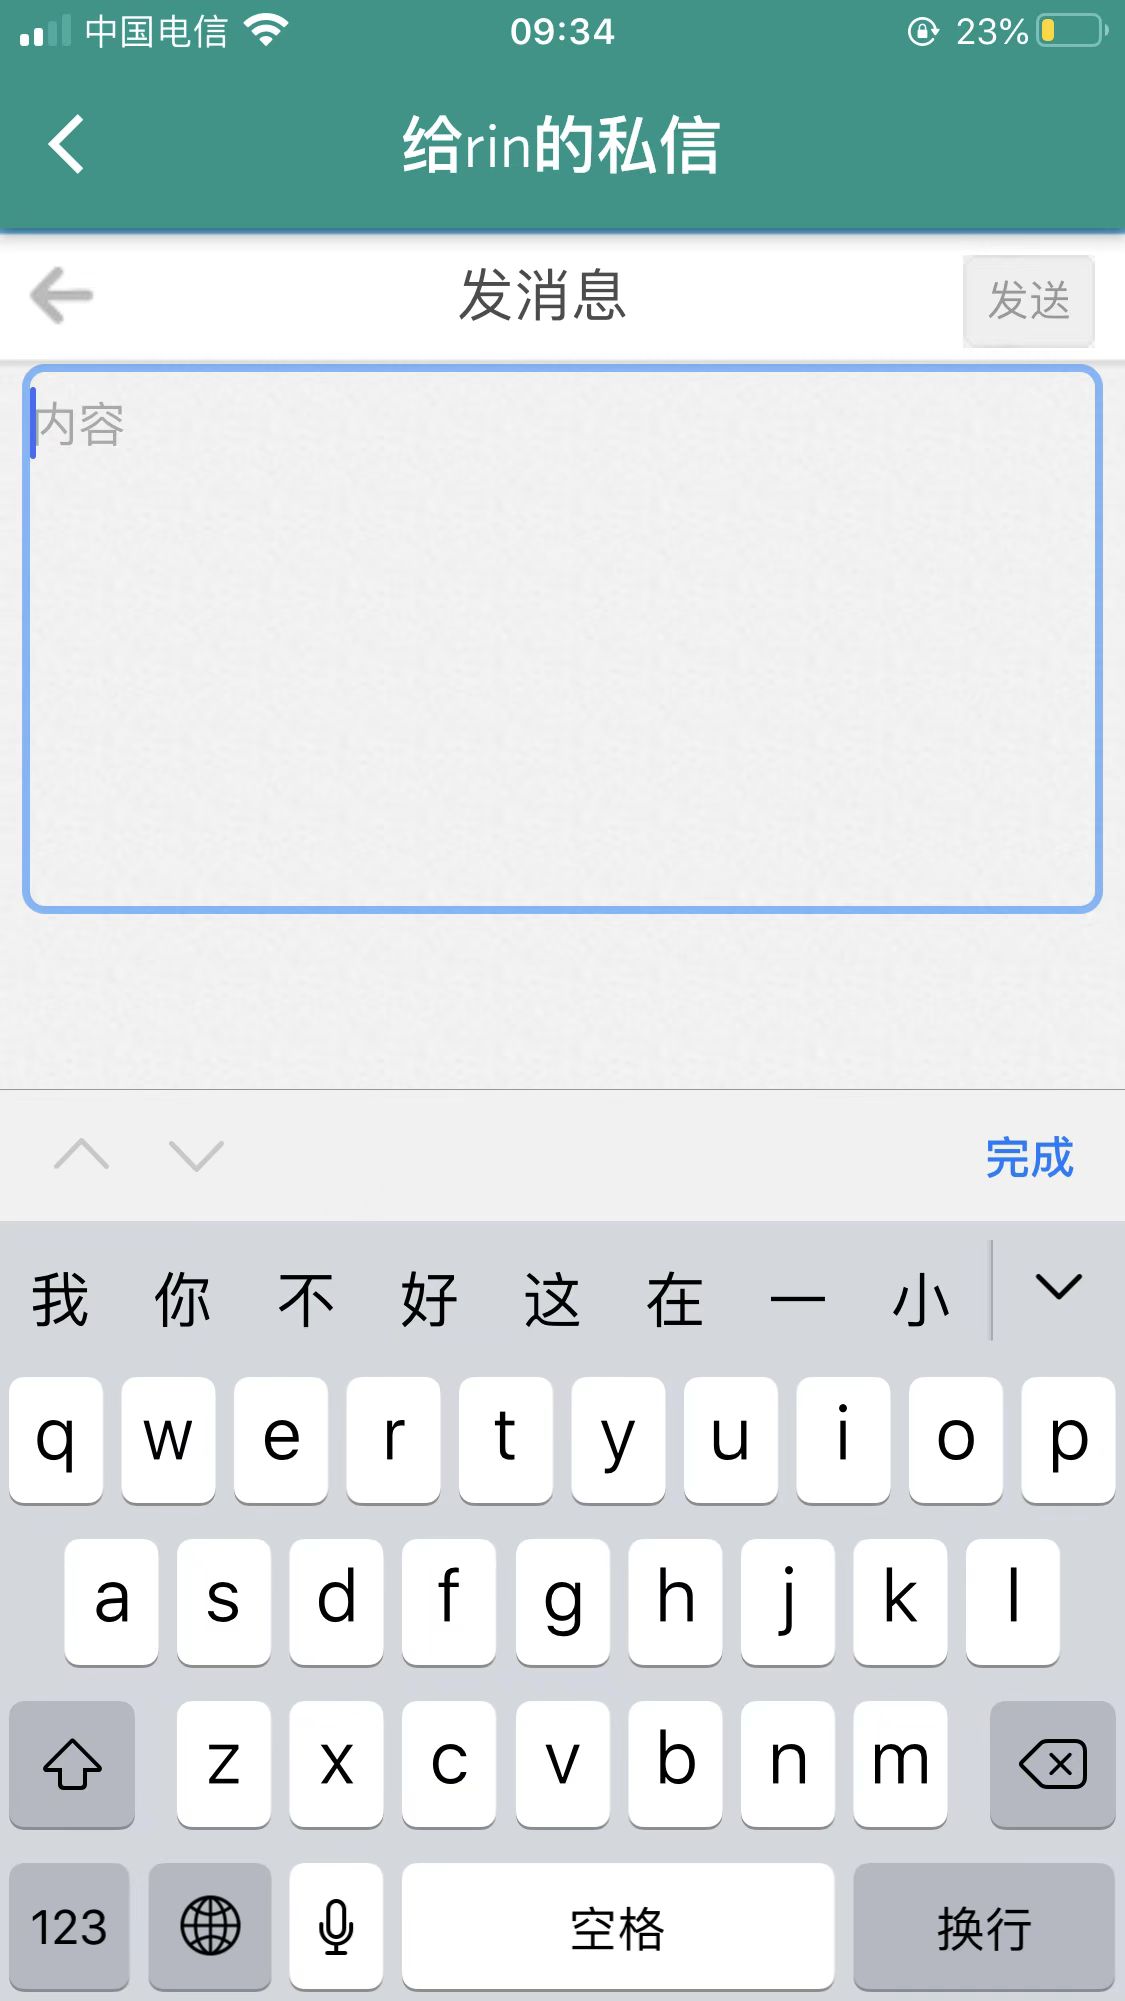 中国电信 09:34 23%
给rin的私信
发消息 发送
内容
完成
我 你 不 好 这 在 一 小
q w e r t y u i o p
a s d f g h j k l
z x c v b n m
123 空格 换行